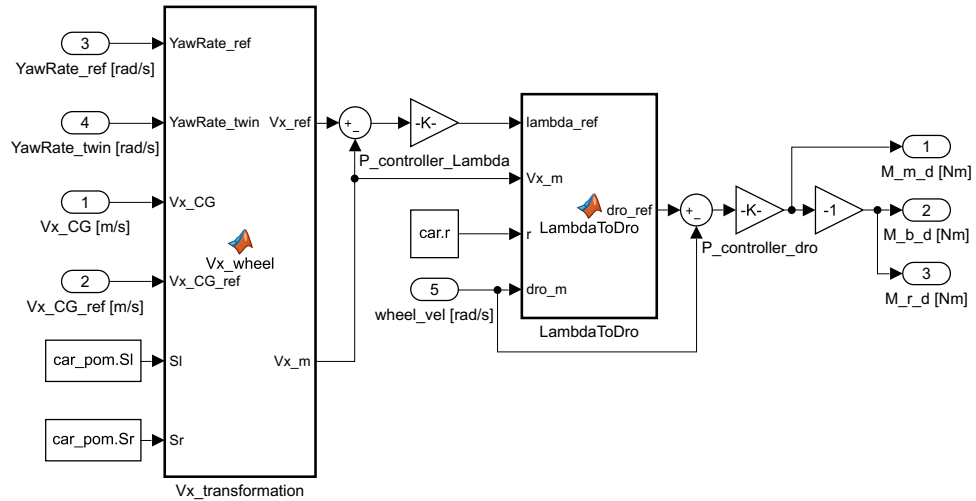 3
YawRate_ref [rad/s]
4
YawRate_twin [rad/s]
1
Vx_CG [m/s]
2
Vx_CG_ref [m/s]
car_pom.Sl
car_pom.Sr
YawRate_ref
YawRate_twin
Vx_ref
Vx_CG
Vx_wheel
Vx_CG_ref
Sl
Vx_m
Sr
Vx_transformation
+
_
-K-
P_controller_Lambda
car.r
5
wheel_vel [rad/s]
lambda_ref
Vx_m
dro_ref
LambdaToDro
r
dro_m
LambdaToDro
+
_
-K-
P_controller_dro
-1
1
M_m_d [Nm]
2
M_b_d [Nm]
3
M_r_d [Nm]